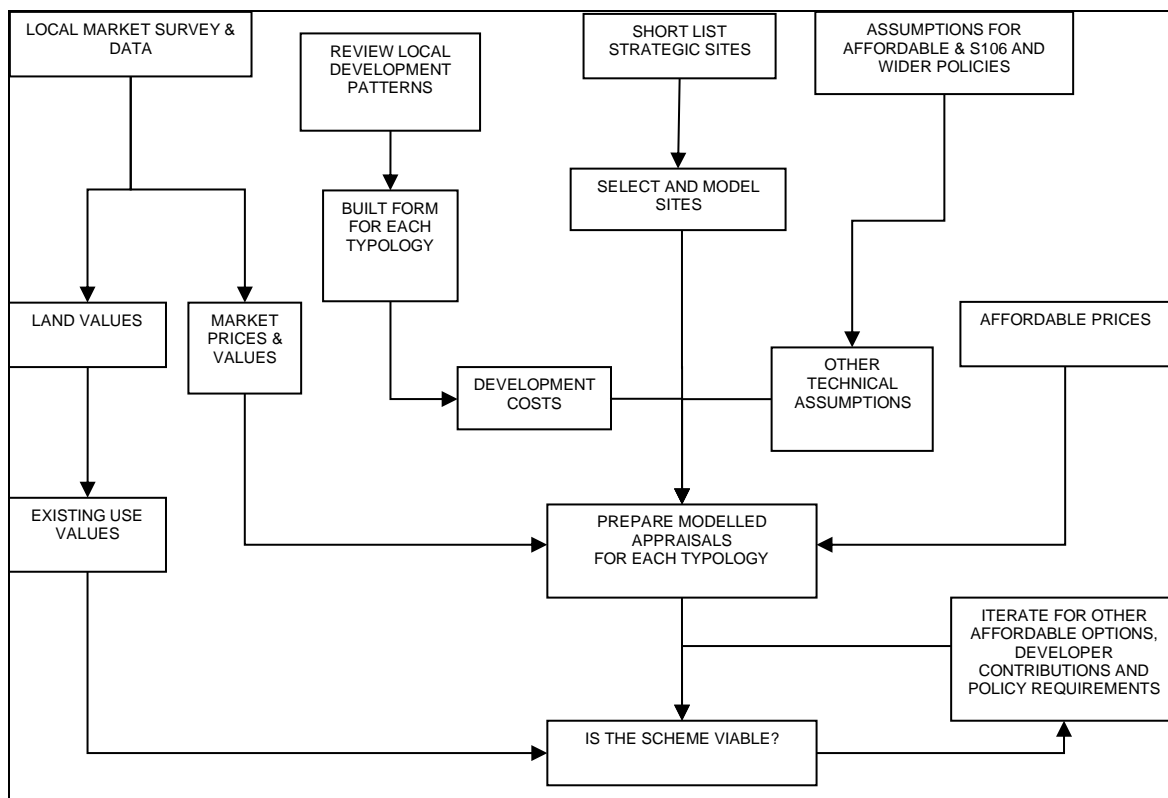 LOCAL MARKET SURVEY &
DATA
REVIEW LOCAL
DEVELOPMENT
PATTERNS
SHORT LIST
STRATEGIC SITES
ASSUMPTIONS FOR
AFFORDABLE & S106 AND
WIDER POLICIES
BUILT FORM
FOR EACH
TYPOLOGY
SELECT AND MODEL
SITES
LAND VALUES
MARKET
PRICES &
VALUES
DEVELOPMENT
COSTS
OTHER
TECHNICAL
ASSUMPTIONS
AFFORDABLE PRICES
EXISTING USE
VALUES
PREPARE MODELLED
APPRAISALS
FOR EACH TYPOLOGY
ITERATE FOR OTHER
AFFORDABLE OPTIONS,
DEVELOPER
CONTRIBUTIONS AND
POLICY REQUIREMENTS
IS THE SCHEME VIABLE?